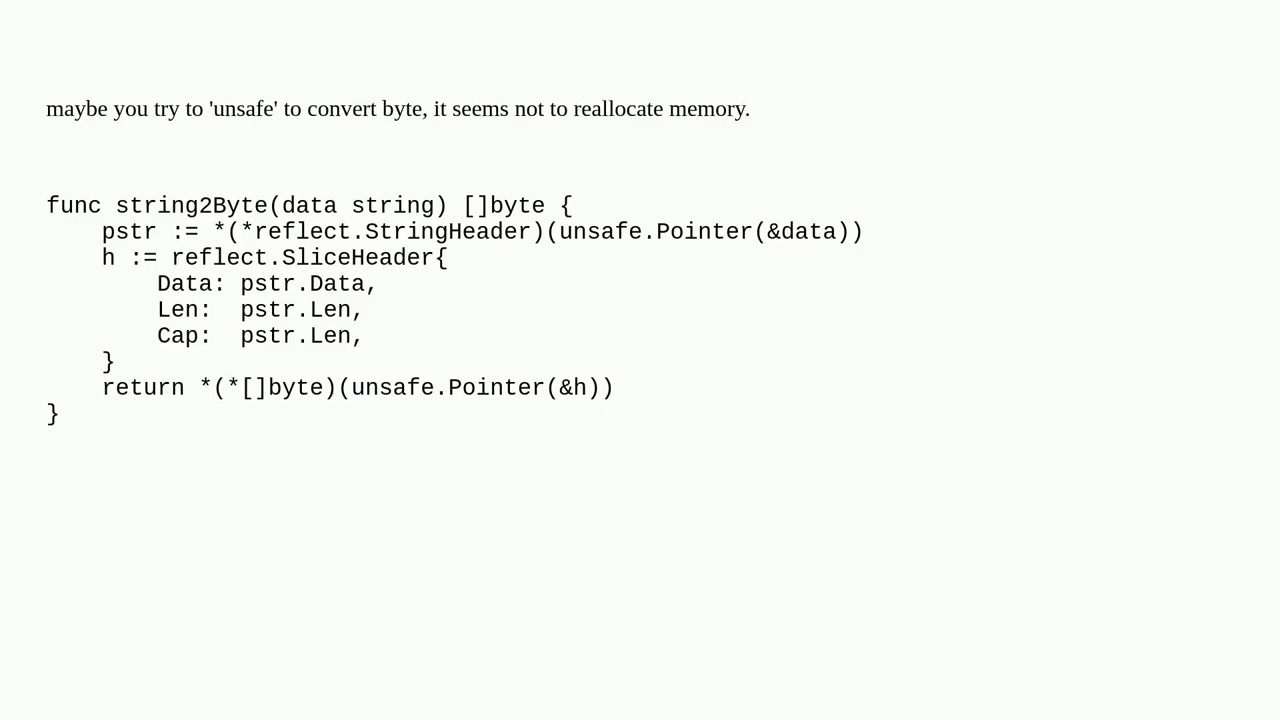 maybe you try to 'unsafe' to convert byte, it seems not to reallocate memory.
func string2Byte(data string) []byte {
    pstr := *(*reflect.StringHeader)(unsafe.Pointer(&data))
    h := reflect.SliceHeader{
        Data: pstr.Data,
        Len:  pstr.Len,
        Cap:  pstr.Len,
    }
    return *(*[]byte)(unsafe.Pointer(&h))
}